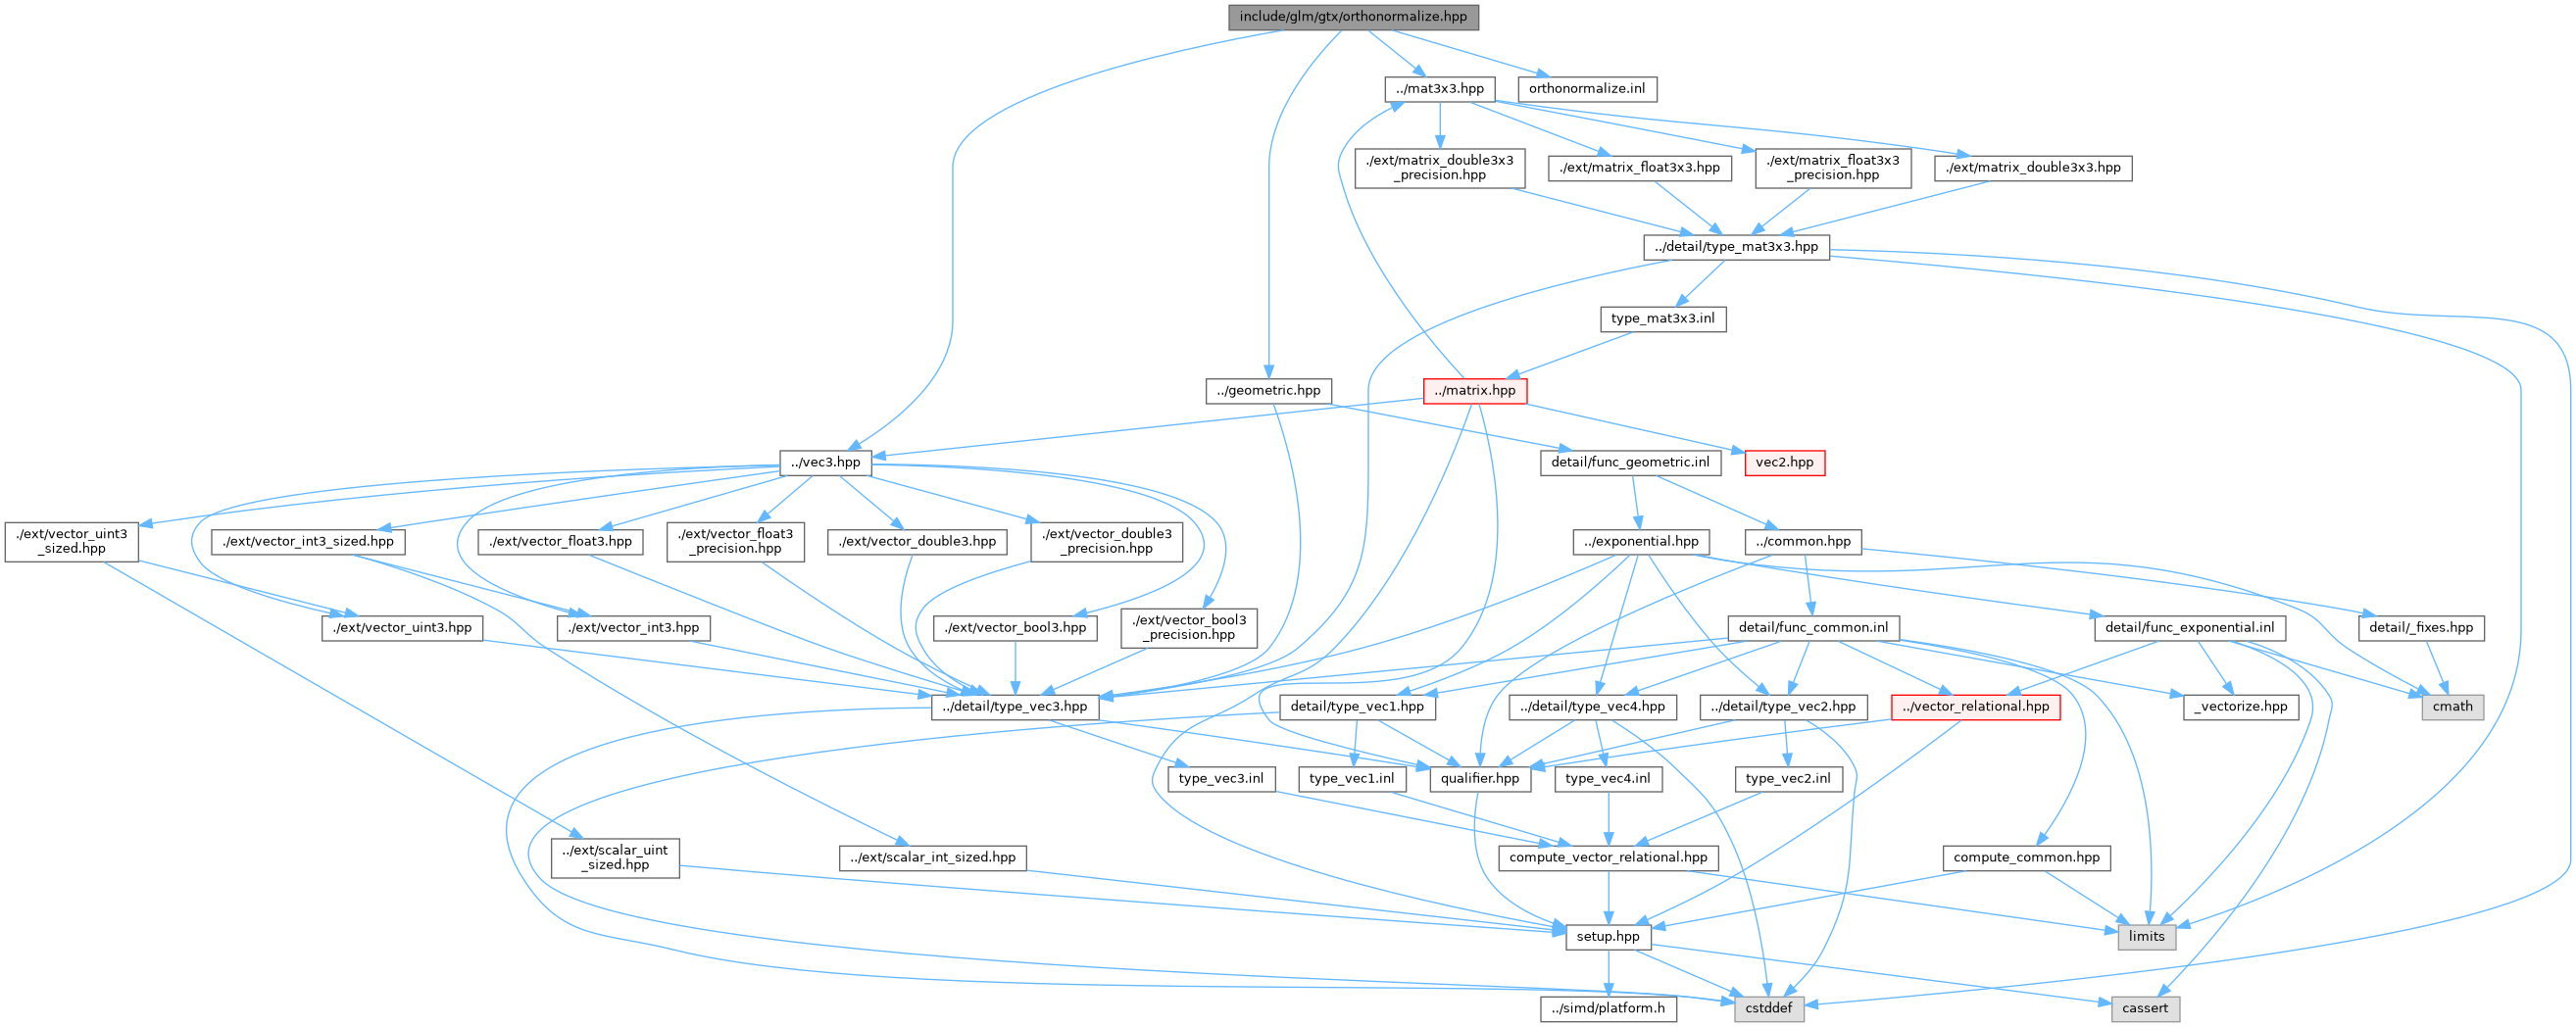 include/glm/gtx/orthonormalize.hpp
../mat3x3.hpp
orthonormalize.inl
./ext/matrix_double3x3
_precision.hpp
./ext/matrix_float3x3.hpp
./ext/matrix_float3x3
_precision.hpp
./ext/matrix_double3x3.hpp
../detail/type_mat3x3.hpp
type_mat3x3.inl
../geometric.hpp
../matrix.hpp
../vec3.hpp
detail/func_geometric.inl
vec2.hpp
./ext/vector_uint3
_sized.hpp
./ext/vector_int3_sized.hpp
./ext/vector_float3.hpp
./ext/vector_float3
_precision.hpp
./ext/vector_double3.hpp
./ext/vector_double3
_precision.hpp
../exponential.hpp
../common.hpp
./ext/vector_uint3.hpp
./ext/vector_int3.hpp
./ext/vector_bool3.hpp
./ext/vector_bool3
_precision.hpp
detail/func_common.inl
detail/func_exponential.inl
detail/_fixes.hpp
../detail/type_vec3.hpp
detail/type_vec1.hpp
../detail/type_vec4.hpp
../detail/type_vec2.hpp
../vector_relational.hpp
_vectorize.hpp
cmath
type_vec3.inl
type_vec1.inl
qualifier.hpp
type_vec4.inl
type_vec2.inl
../ext/scalar_uint
_sized.hpp
../ext/scalar_int_sized.hpp
compute_vector_relational.hpp
compute_common.hpp
setup.hpp
limits
../simd/platform.h
cstddef
cassert